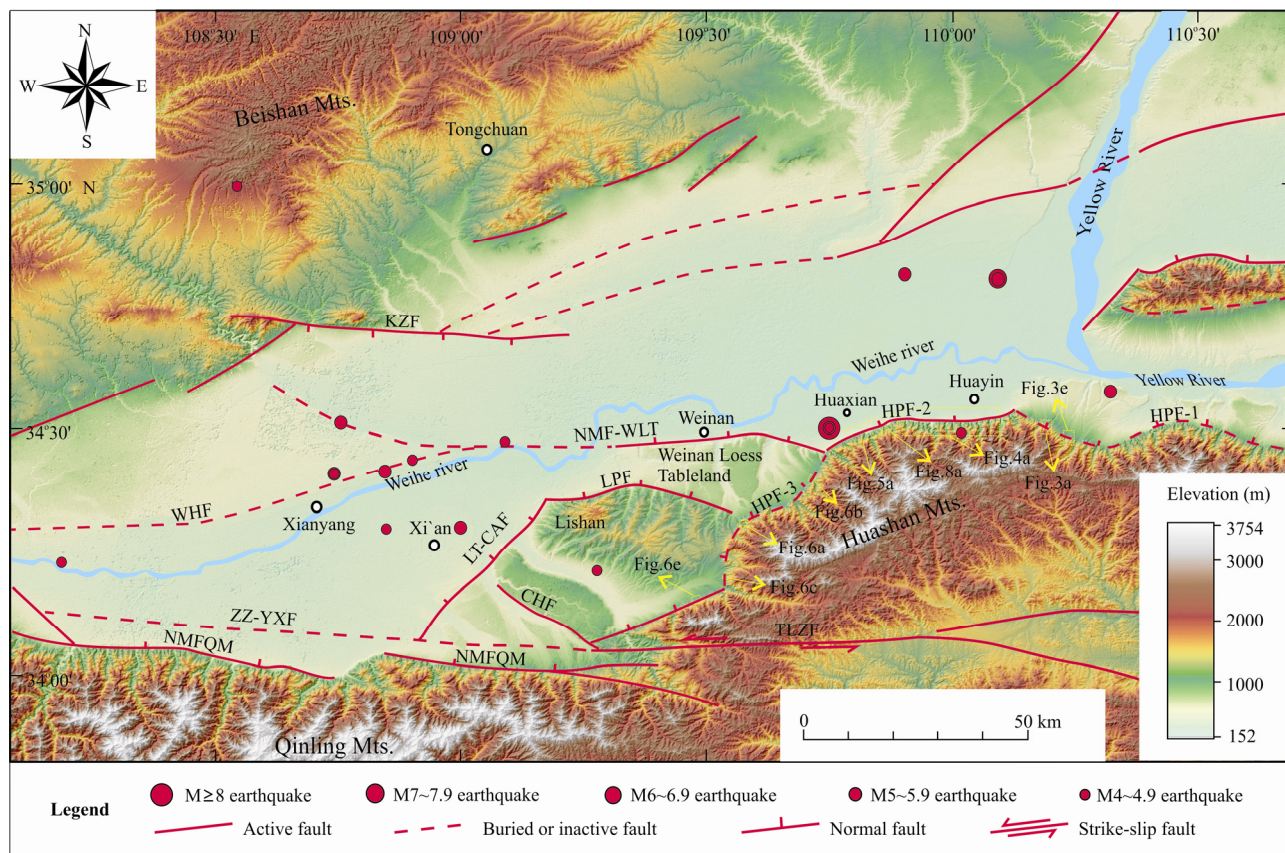 108°30' E
109°00'
109°30'
110°00'
110°30'
N
W
E
S
Beishan Mts.
Tongchuan
Yellow River
35°00' N
KZF
Weihe river
Huayin
Fig.3e
Yellow River
Huaxian
HPF-2
HPF-1
Weinan
34°30'
NMF-WLT
Weinan Loess
Tableland
Fig.4a
Fig.8a
Fig.3a
Fig.5a
Weihe river
LPF
HPF-3
Fig.6b
WHF
Xianyang
Xi`an
LT-CAF
Lishan
Huashan Mts.
Fig.6a
Fig.6e
Fig.6c
CHF
ZZ-YXF
TLZF
NMFQM
NMFQM
34°00'
Qinling Mts.
0
50 km
Elevation (m)
3754
3000
2000
1000
152
Legend
M≥8 earthquake
M7~7.9 earthquake
M6~6.9 earthquake
M5~5.9 earthquake
M4~4.9 earthquake
Active fault
Buried or inactive fault
Normal fault
Strike-slip fault